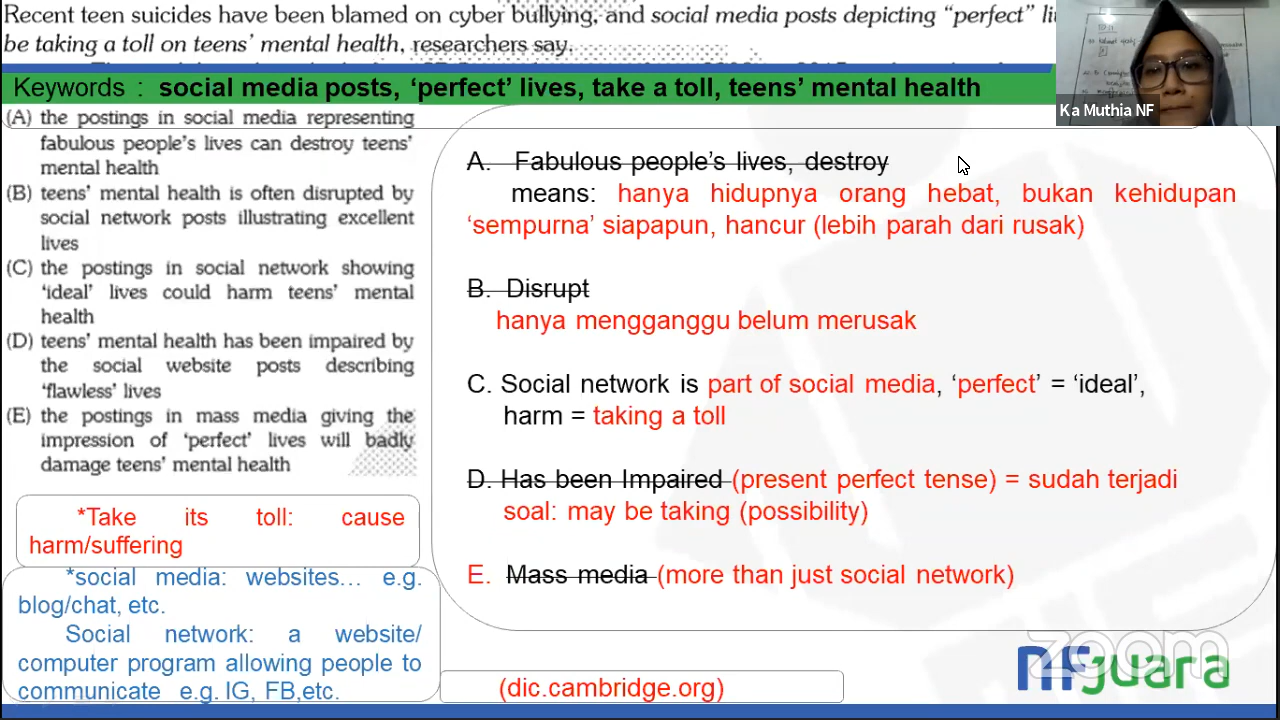 Recent teen suicides have been blamed on cyber bullying, and social media posts depicting “perfect”
be taking a toll on teens’ mental health, researchers say.
Keywords : social media posts, ‘perfect’ lives, take a toll, teens’ mental health
Ka Muthia NF
(A) the postings in social media representing
fabulous people’s lives can destroy teens’
mental health
(B) teens’ mental health is often disrupted by
social network posts illustrating excellent
lives
(C) the postings in social network showing
‘ideal’ lives could harm teens’ mental
health
(D) teens’ mental health has been impaired by
the social website posts describing
‘flawless’ lives
(E) the postings in mass media giving the
impression of ‘perfect’ lives will badly
damage teens’ mental health
*Take its toll: cause
harm/suffering
*social media: websites… e.g.
blog/chat, etc.
Social network: a website/
computer program allowing people to
communicate e.g. IG, FB,etc.
A. Fabulous people’s lives, destroy
means: hanya hidupnya orang hebat, bukan kehidupan
‘sempurna’ siapapun, hancur (lebih parah dari rusak)
B. Disrupt
hanya mengganggu belum merusak
C. Social network is part of social media, ‘perfect’ = ‘ideal’,
harm = taking a toll
D. Has been Impaired (present perfect tense) = sudah terjadi
soal: may be taking (possibility)
E. Mass media (more than just social network)
(dic.cambridge.org)
zoom
NFguara